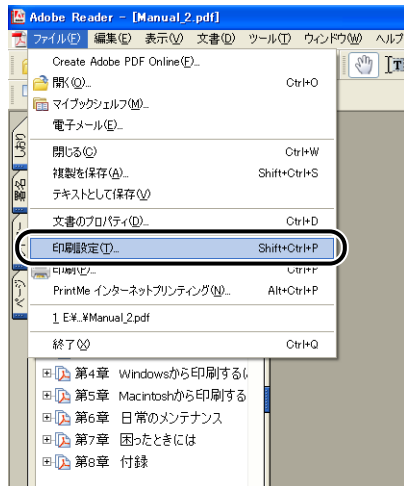 Adobe Reader - [Manual_2.pdf]
ファイル(F) 編集(E) 表示(V) 文書(D) ツール(T) ウィンドウ(W) ヘルプ
Create Adobe PDF Online(F)...
開く(O)... Ctrl+O
マイブックシェルフ(M)...
電子メール(E)...
閉じる(C) Ctrl+W
複製を保存(A)... Shift+Ctrl+S
テキストとして保存(V)
文書のプロパティ(D)... Ctrl+D
印刷設定(T)... Shift+Ctrl+P
印刷(P)... Ctrl+P
PrintMe インターネットプリンティング(N)... Alt+Ctrl+P
1 E¥...¥Manual_2.pdf
終了(X) Ctrl+Q
しおり
第4章 Windowsから印刷する
第5章 Macintoshから印刷する
第6章 日常のメンテナンス
第7章 困ったときには
第8章 付録